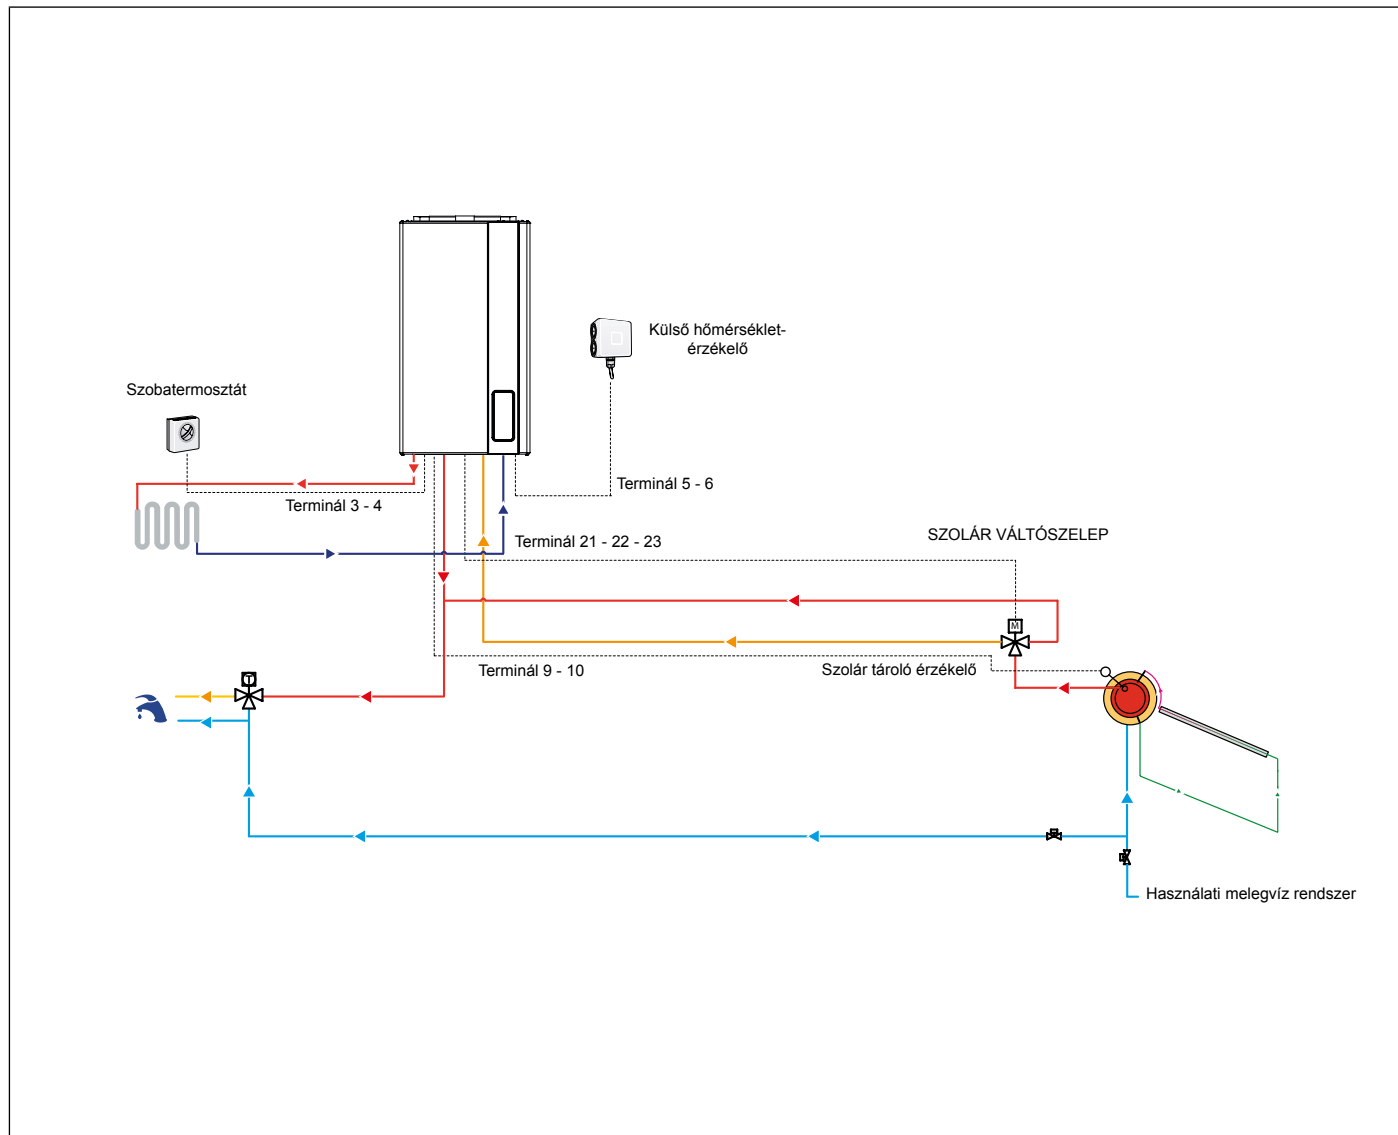 Külső hőmérséklet-
érzékelő
Szobatermosztát
Terminál 5 - 6
Terminál 3 - 4
Terminál 21 - 22 - 23
SZOLÁR VÁLTÓSZELEP
M
Terminál 9 - 10
Szolár tároló érzékelő
T
Használati melegvíz rendszer